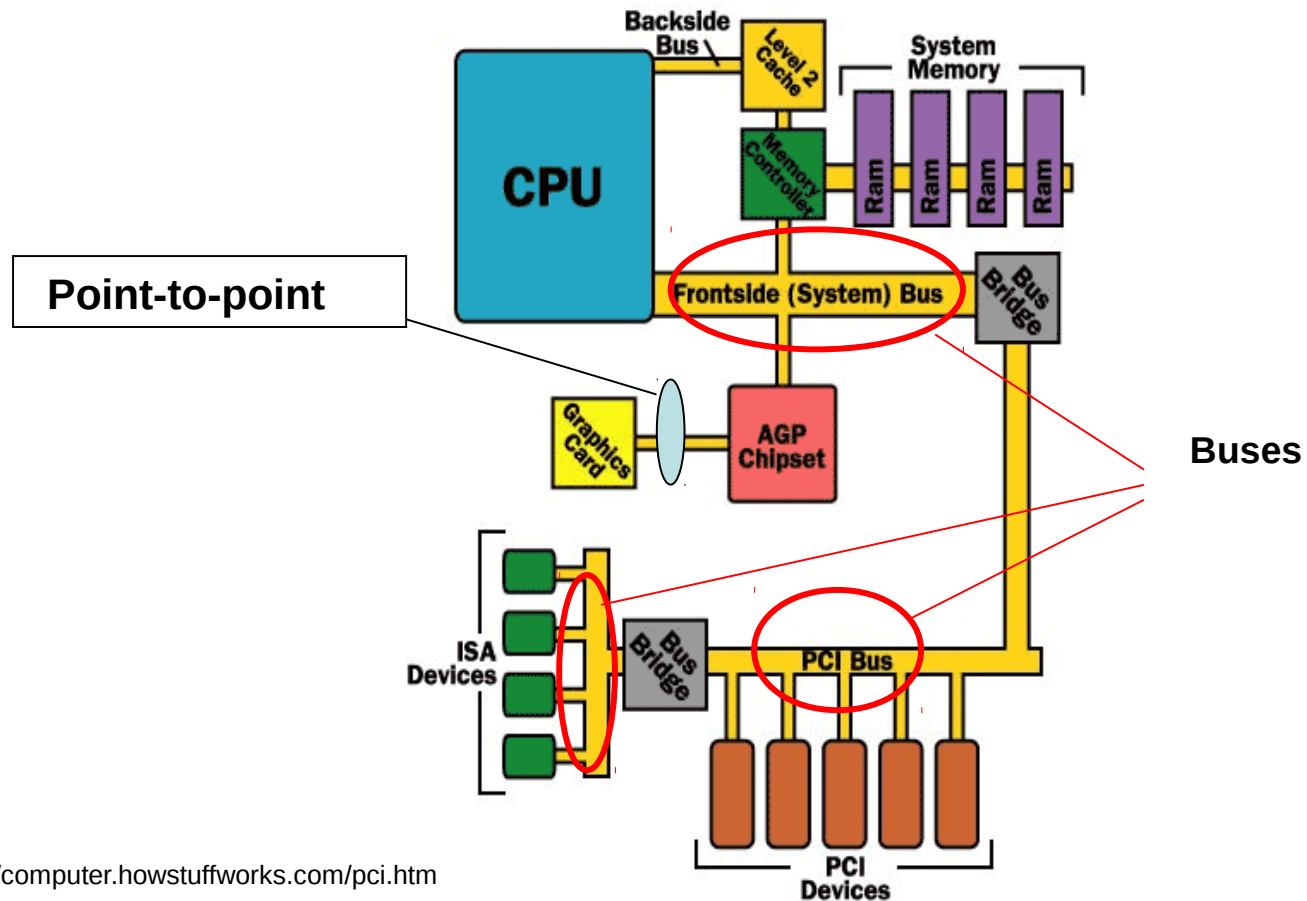 Backside
Bus
Level 2
Cache
System
Memory
CPU
Memory
Controller
Ram
Ram
Ram
Ram
Point-to-point
Frontside (System) Bus
Bus
Bridge
Graphics
Card
AGP
Chipset
Buses
ISA
Devices
Bus
Bridge
PCI Bus
PCI
Devices
/computer.howstuffworks.com/pci.htm